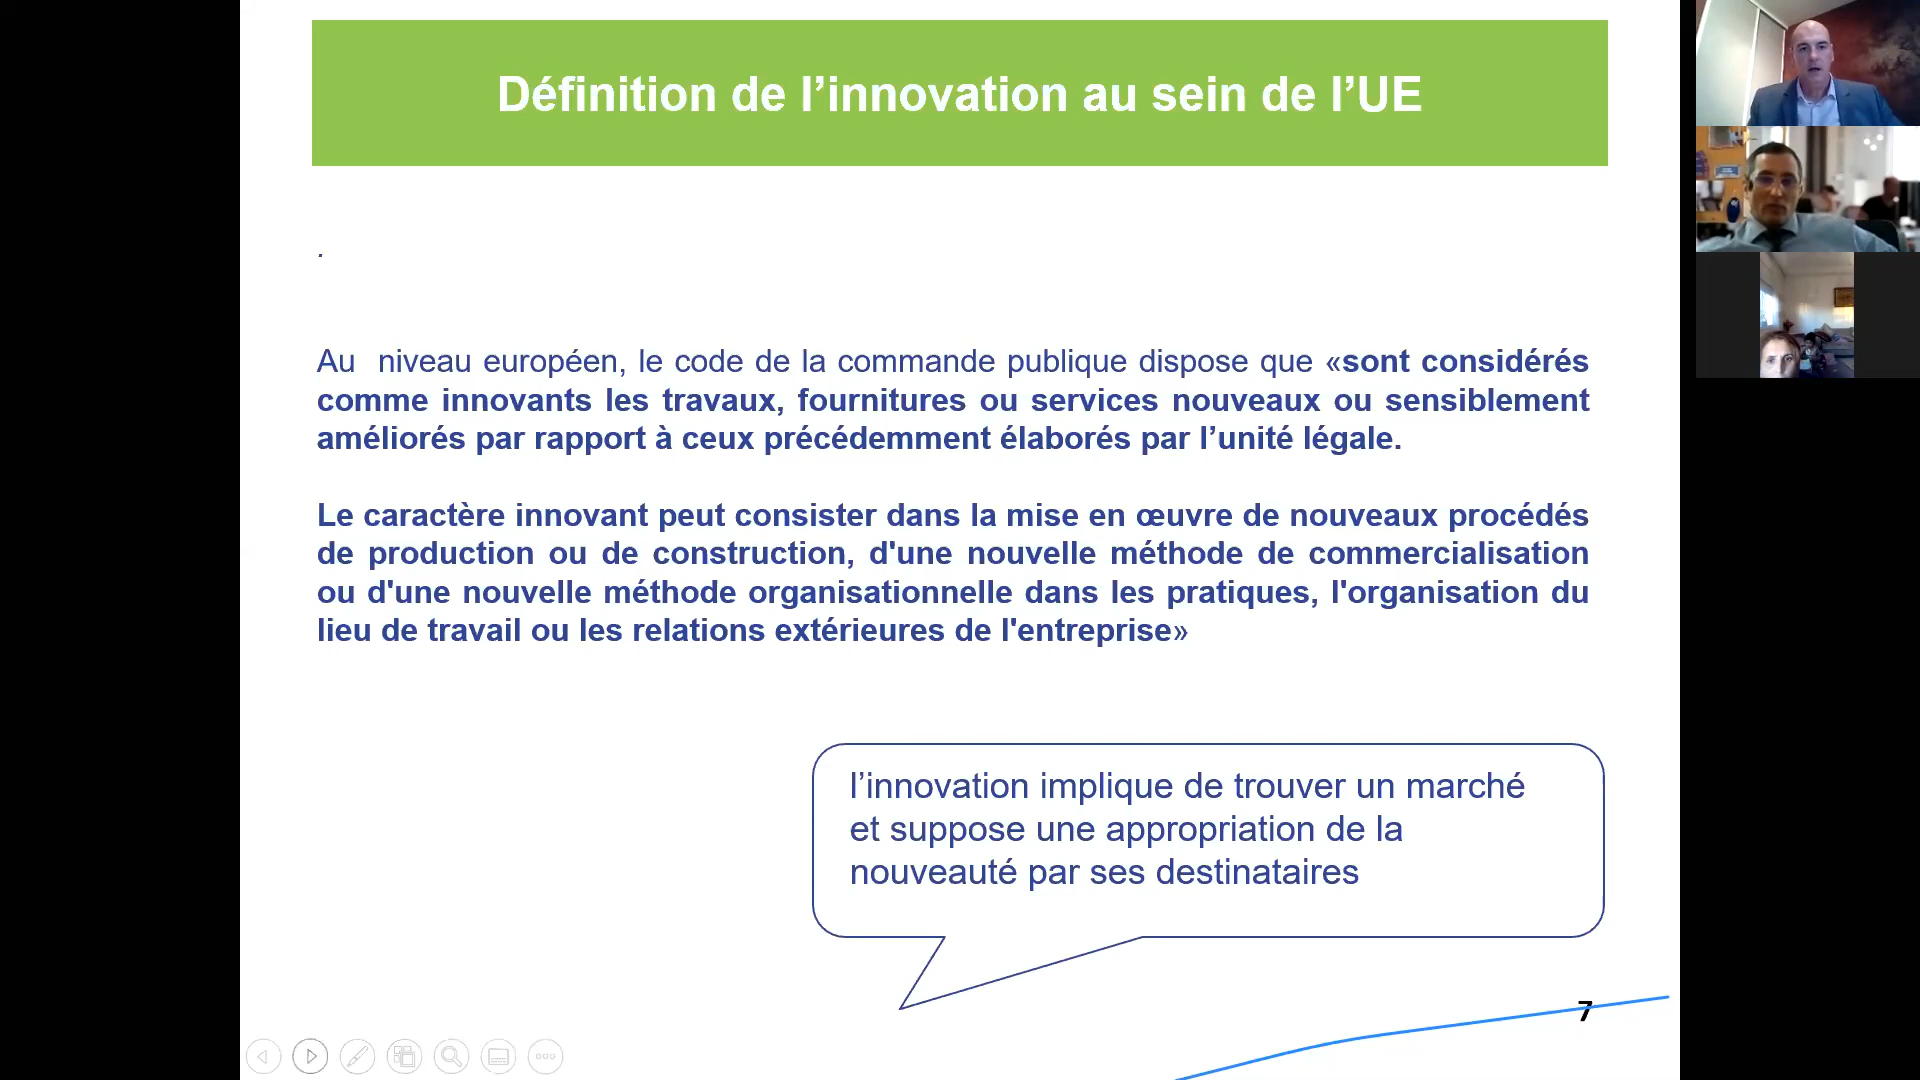 Définition de l’innovation au sein de l’UE
.
Au  niveau européen, le code de la commande publique dispose que «sont considérés
comme innovants les travaux, fournitures ou services nouveaux ou sensiblement
améliorés par rapport à ceux précédemment élaborés par l’unité légale.
Le caractère innovant peut consister dans la mise en œuvre de nouveaux procédés
de production ou de construction, d'une nouvelle méthode de commercialisation
ou d'une nouvelle méthode organisationnelle dans les pratiques, l'organisation du
lieu de travail ou les relations extérieures de l'entreprise»
l’innovation implique de trouver un marché
et suppose une appropriation de la
nouveauté par ses destinataires
7